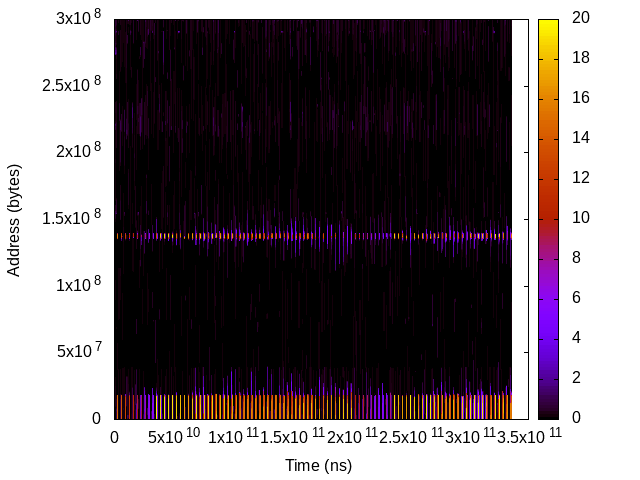 3x10 8
2.5x10 8
2x10 8
1.5x10 8
1x10 8
5x10 7
0
Address (bytes)
0 5x10 10 1x10 11 1.5x10 11 2x10 11 2.5x10 11 3x10 11 3.5x10 11
Time (ns)
20
18
16
14
12
10
8
6
4
2
0